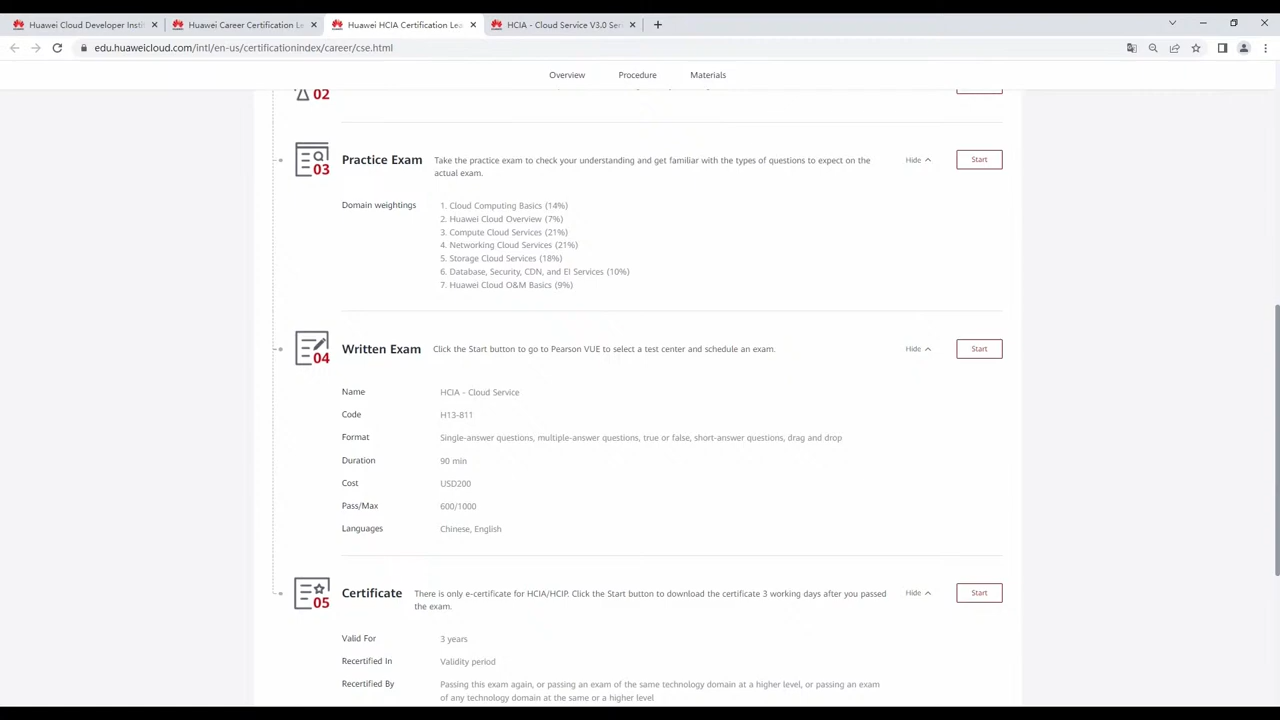 Huawei Cloud Developer Insti
Huawei Career Certification Le
Huawei HCIA Certification Lea
HCIA - Cloud Service V3.0 Ser
edu.huaweicloud.com/intl/en-us/certificationindex/career/cse.html
Overview
Procedure
Materials
02
03
Practice Exam
Take the practice exam to check your understanding and get familiar with the types of questions to expect on the
actual exam.
Hide
Start
Domain weightings
1. Cloud Computing Basics (14%)
2. Huawei Cloud Overview (7%)
3. Compute Cloud Services (21%)
4. Networking Cloud Services (21%)
5. Storage Cloud Services (18%)
6. Database, Security, CDN, and EI Services (10%)
7. Huawei Cloud O&M Basics (9%)
04
Written Exam
Click the Start button to go to Pearson VUE to select a test center and schedule an exam.
Hide
Start
Name
HCIA - Cloud Service
Code
H13-811
Format
Single-answer questions, multiple-answer questions, true or false, short-answer questions, drag and drop
Duration
90 min
Cost
USD200
Pass/Max
600/1000
Languages
Chinese, English
05
Certificate
There is only e-certificate for HCIA/HCIP. Click the Start button to download the certificate 3 working days after you passed
the exam.
Hide
Start
Valid For
3 years
Recertified In
Validity period
Recertified By
Passing this exam again, or passing an exam of the same technology domain at a higher level, or passing an exam
of any technology domain at the same or a higher level